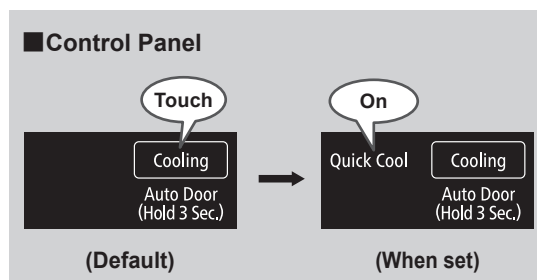 ■Control Panel
Touch
On
Cooling
Auto Door
(Hold 3 Sec.)
Quick Cool
Cooling
Auto Door
(Hold 3 Sec.)
(Default)
(When set)